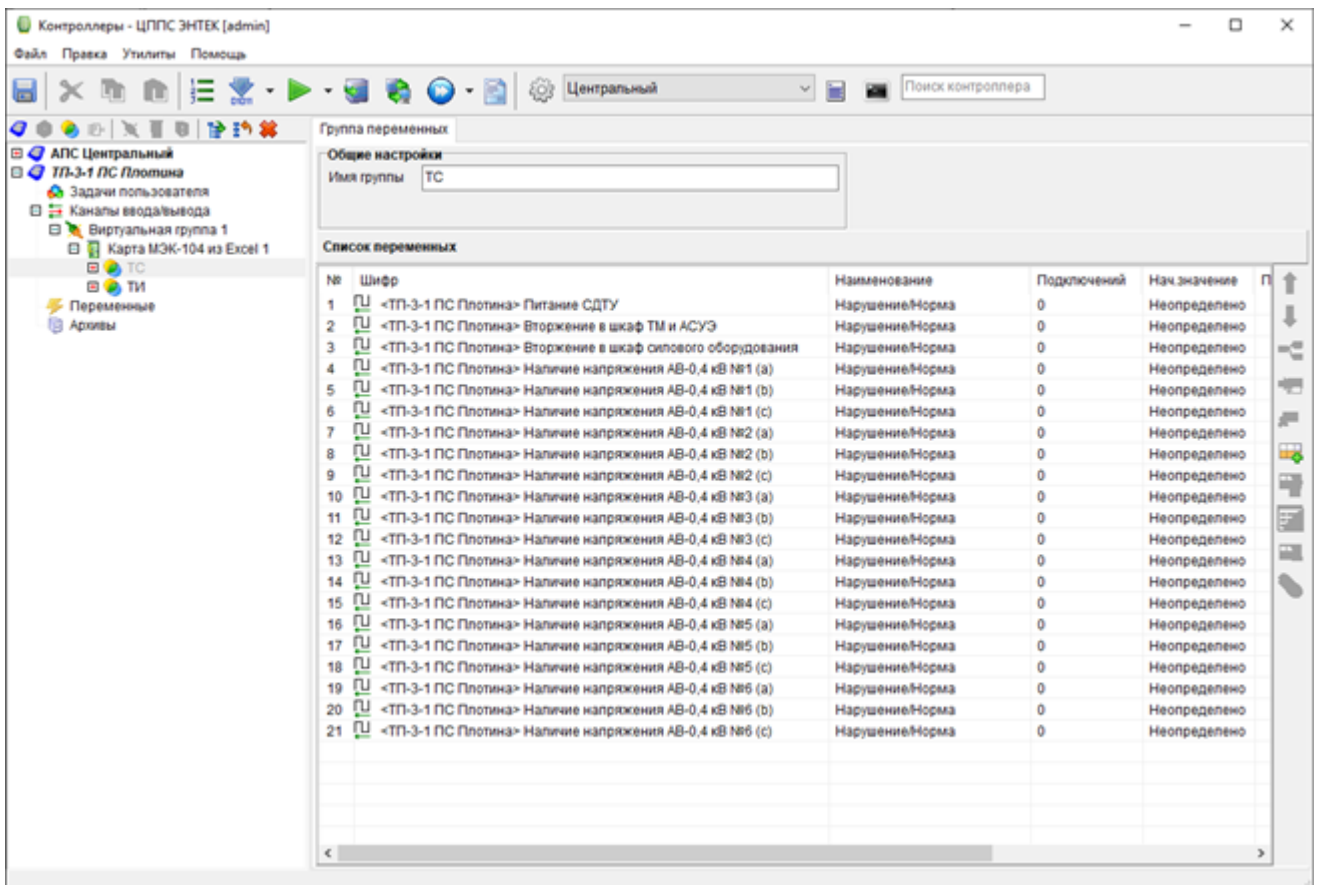 Контроллеры - ЦППС ЭНТЕК [admin]
Файл Правка Утилиты Помощь
Центральный Поиск контроллера
АПС Центральный
ТП-3-1 ПС Плотина
Задачи пользователя
Каналы ввода/вывода
Виртуальная группа 1
Карта МЭК-104 из Excel 1
ТС
ТИ
Переменные
Архивы
Группа переменных
Общие настройки
Имя группы ТС
Список переменных
№ Шифр Наименование Подключений Нач.значение П
1 <ТП-3-1 ПС Плотина> Питание СДТУ Нарушение/Норма 0 Неопределено
2 <ТП-3-1 ПС Плотина> Вторжение в шкаф ТМ и АСУЭ Нарушение/Норма 0 Неопределено
3 <ТП-3-1 ПС Плотина> Вторжение в шкаф силового оборудования Нарушение/Норма 0 Неопределено
4 <ТП-3-1 ПС Плотина> Наличие напряжения АВ-0,4 кВ №1 (a) Нарушение/Норма 0 Неопределено
5 <ТП-3-1 ПС Плотина> Наличие напряжения АВ-0,4 кВ №1 (b) Нарушение/Норма 0 Неопределено
6 <ТП-3-1 ПС Плотина> Наличие напряжения АВ-0,4 кВ №1 (c) Нарушение/Норма 0 Неопределено
7 <ТП-3-1 ПС Плотина> Наличие напряжения АВ-0,4 кВ №2 (a) Нарушение/Норма 0 Неопределено
8 <ТП-3-1 ПС Плотина> Наличие напряжения АВ-0,4 кВ №2 (b) Нарушение/Норма 0 Неопределено
9 <ТП-3-1 ПС Плотина> Наличие напряжения АВ-0,4 кВ №2 (c) Нарушение/Норма 0 Неопределено
10 <ТП-3-1 ПС Плотина> Наличие напряжения АВ-0,4 кВ №3 (a) Нарушение/Норма 0 Неопределено
11 <ТП-3-1 ПС Плотина> Наличие напряжения АВ-0,4 кВ №3 (b) Нарушение/Норма 0 Неопределено
12 <ТП-3-1 ПС Плотина> Наличие напряжения АВ-0,4 кВ №3 (c) Нарушение/Норма 0 Неопределено
13 <ТП-3-1 ПС Плотина> Наличие напряжения АВ-0,4 кВ №4 (a) Нарушение/Норма 0 Неопределено
14 <ТП-3-1 ПС Плотина> Наличие напряжения АВ-0,4 кВ №4 (b) Нарушение/Норма 0 Неопределено
15 <ТП-3-1 ПС Плотина> Наличие напряжения АВ-0,4 кВ №4 (c) Нарушение/Норма 0 Неопределено
16 <ТП-3-1 ПС Плотина> Наличие напряжения АВ-0,4 кВ №5 (a) Нарушение/Норма 0 Неопределено
17 <ТП-3-1 ПС Плотина> Наличие напряжения АВ-0,4 кВ №5 (b) Нарушение/Норма 0 Неопределено
18 <ТП-3-1 ПС Плотина> Наличие напряжения АВ-0,4 кВ №5 (c) Нарушение/Норма 0 Неопределено
19 <ТП-3-1 ПС Плотина> Наличие напряжения АВ-0,4 кВ №6 (a) Нарушение/Норма 0 Неопределено
20 <ТП-3-1 ПС Плотина> Наличие напряжения АВ-0,4 кВ №6 (b) Нарушение/Норма 0 Неопределено
21 <ТП-3-1 ПС Плотина> Наличие напряжения АВ-0,4 кВ №6 (c) Нарушение/Норма 0 Неопределено